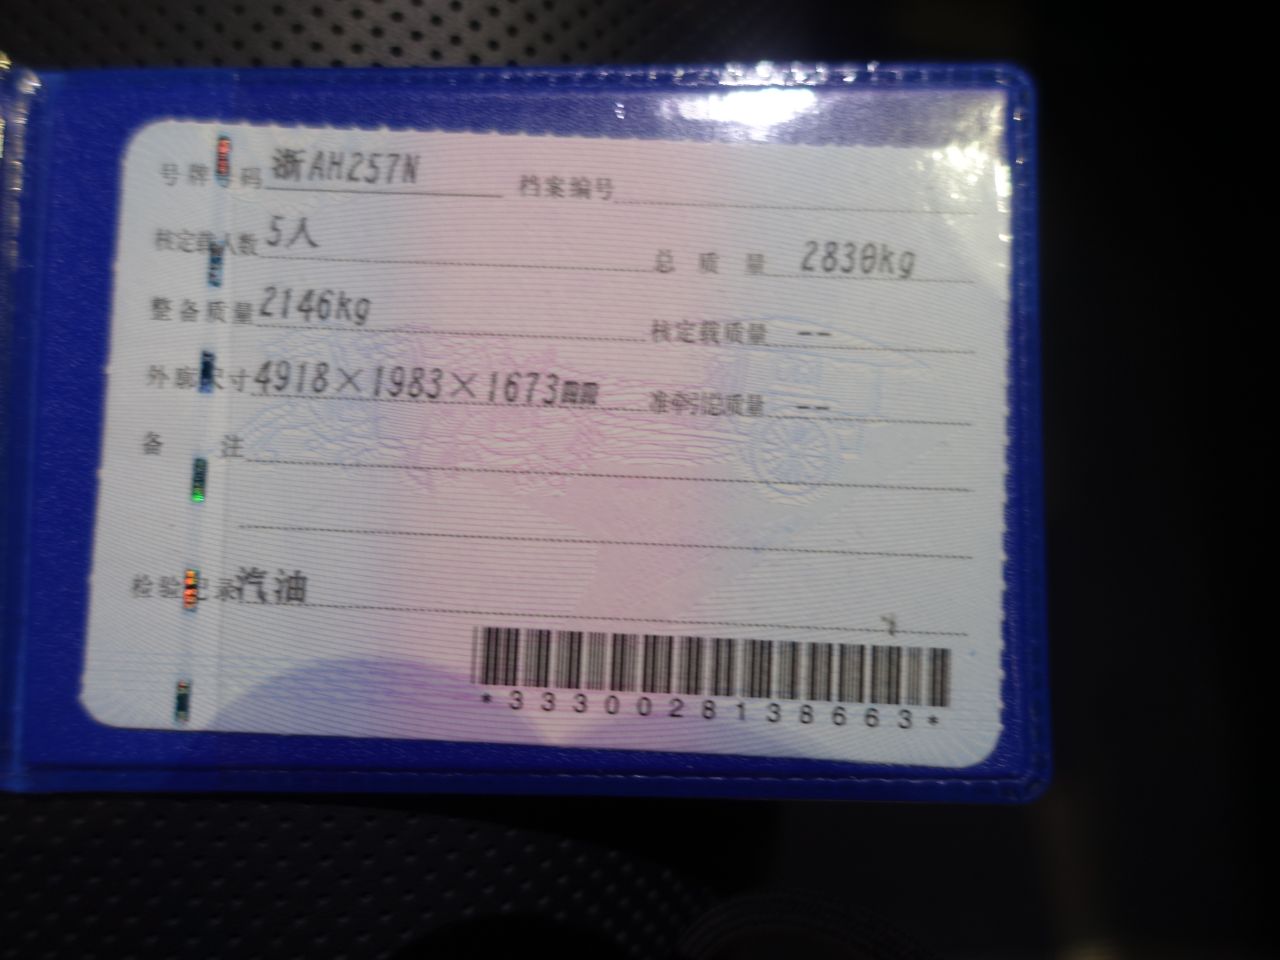 号牌号码 浙AH257N 档案编号
核定载人数 5人 总质量 2830kg
整备质量 2146kg 核定载质量 --
外廓尺寸 4918×1983×1673mm 准牵引总质量 --
备注
检验记录 汽油
*3330028138663*